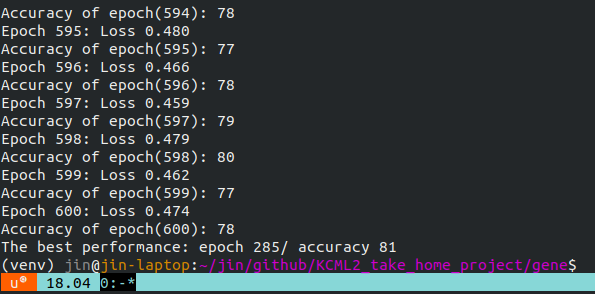 Accuracy of epoch(594): 78
Epoch 595: Loss 0.480
Accuracy of epoch(595): 77
Epoch 596: Loss 0.466
Accuracy of epoch(596): 78
Epoch 597: Loss 0.459
Accuracy of epoch(597): 79
Epoch 598: Loss 0.479
Accuracy of epoch(598): 80
Epoch 599: Loss 0.462
Accuracy of epoch(599): 77
Epoch 600: Loss 0.474
Accuracy of epoch(600): 78
The best performance: epoch 285/ accuracy 81
(venv) jin@jin-laptop:~/jin/github/KCML2_take_home_project/gene$
u® 18.04 0:-*